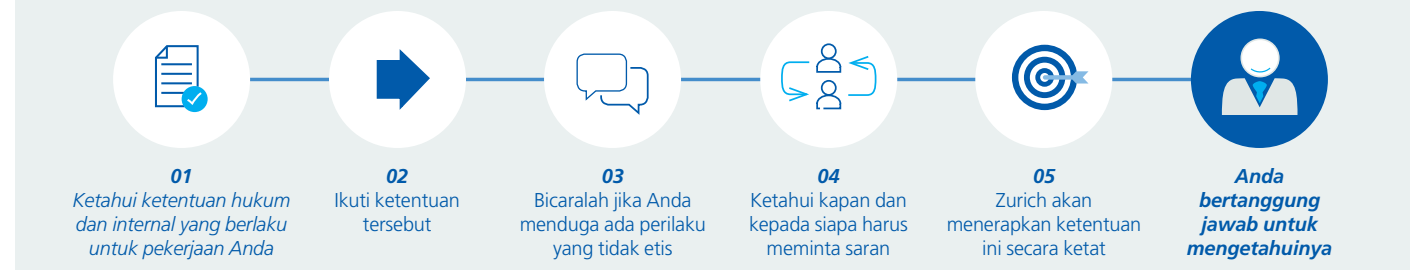 01
Ketahui ketentuan hukum
dan internal yang berlaku
untuk pekerjaan Anda
02
Ikuti ketentuan
tersebut
03
Bicaralah jika Anda
menduga ada perilaku
yang tidak etis
04
Ketahui kapan dan
kepada siapa harus
meminta saran
05
Zurich akan
menerapkan ketentuan
ini secara ketat
Anda
bertanggung
jawab untuk
mengetahuinya